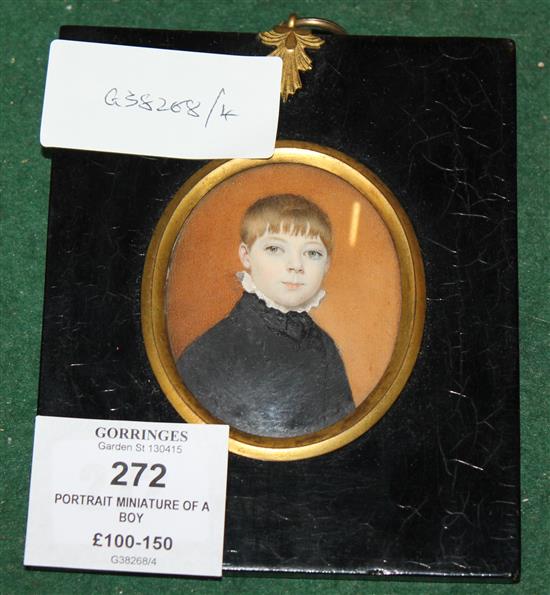 G38268/4
GORRINGES
Garden St 130415
272
PORTRAIT MINIATURE OF A
BOY
£100-150
G38268/4